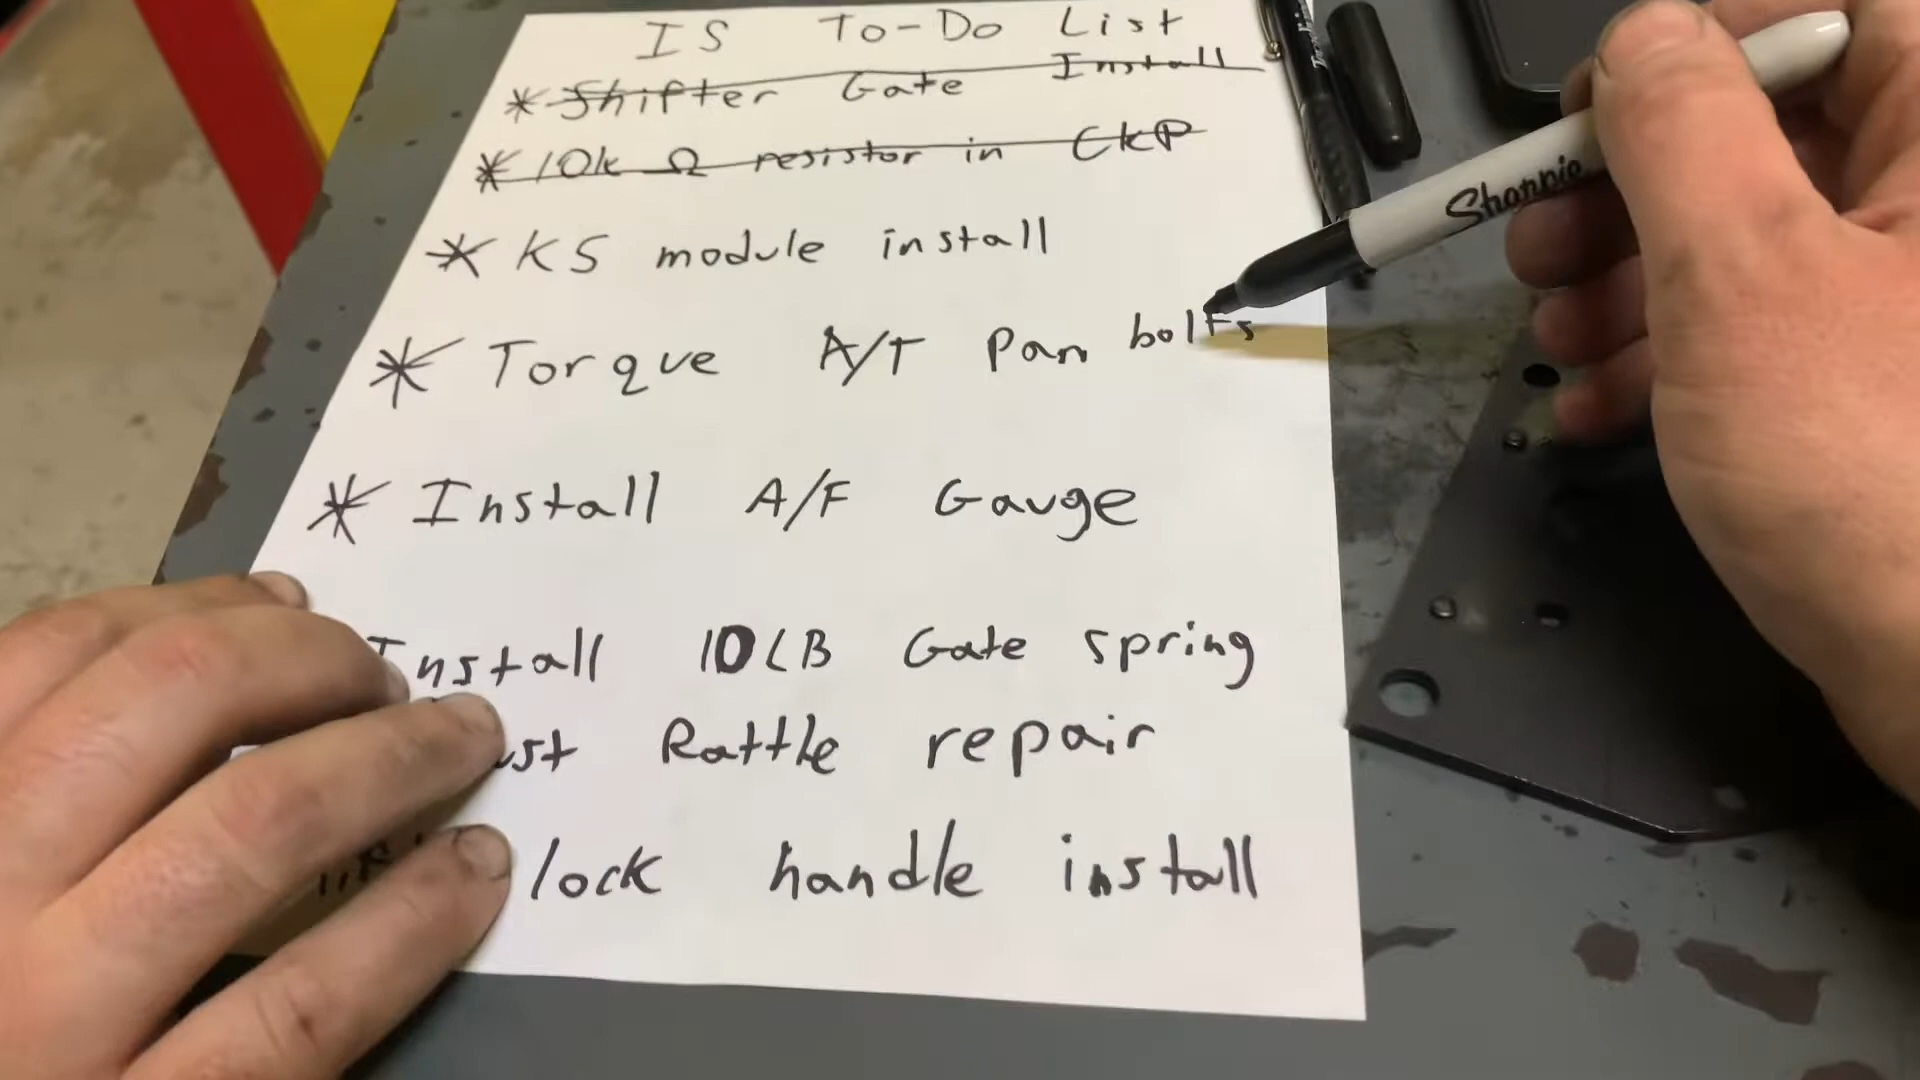 IS To-Do List
* Shifter Gate Install
* 10k Ω resistor in CKP
* KS module install
* Torque A/T Pan bolts
* Install A/F Gauge
Install 10LB Gate spring
Rattle repair
lock handle install
Sharpie